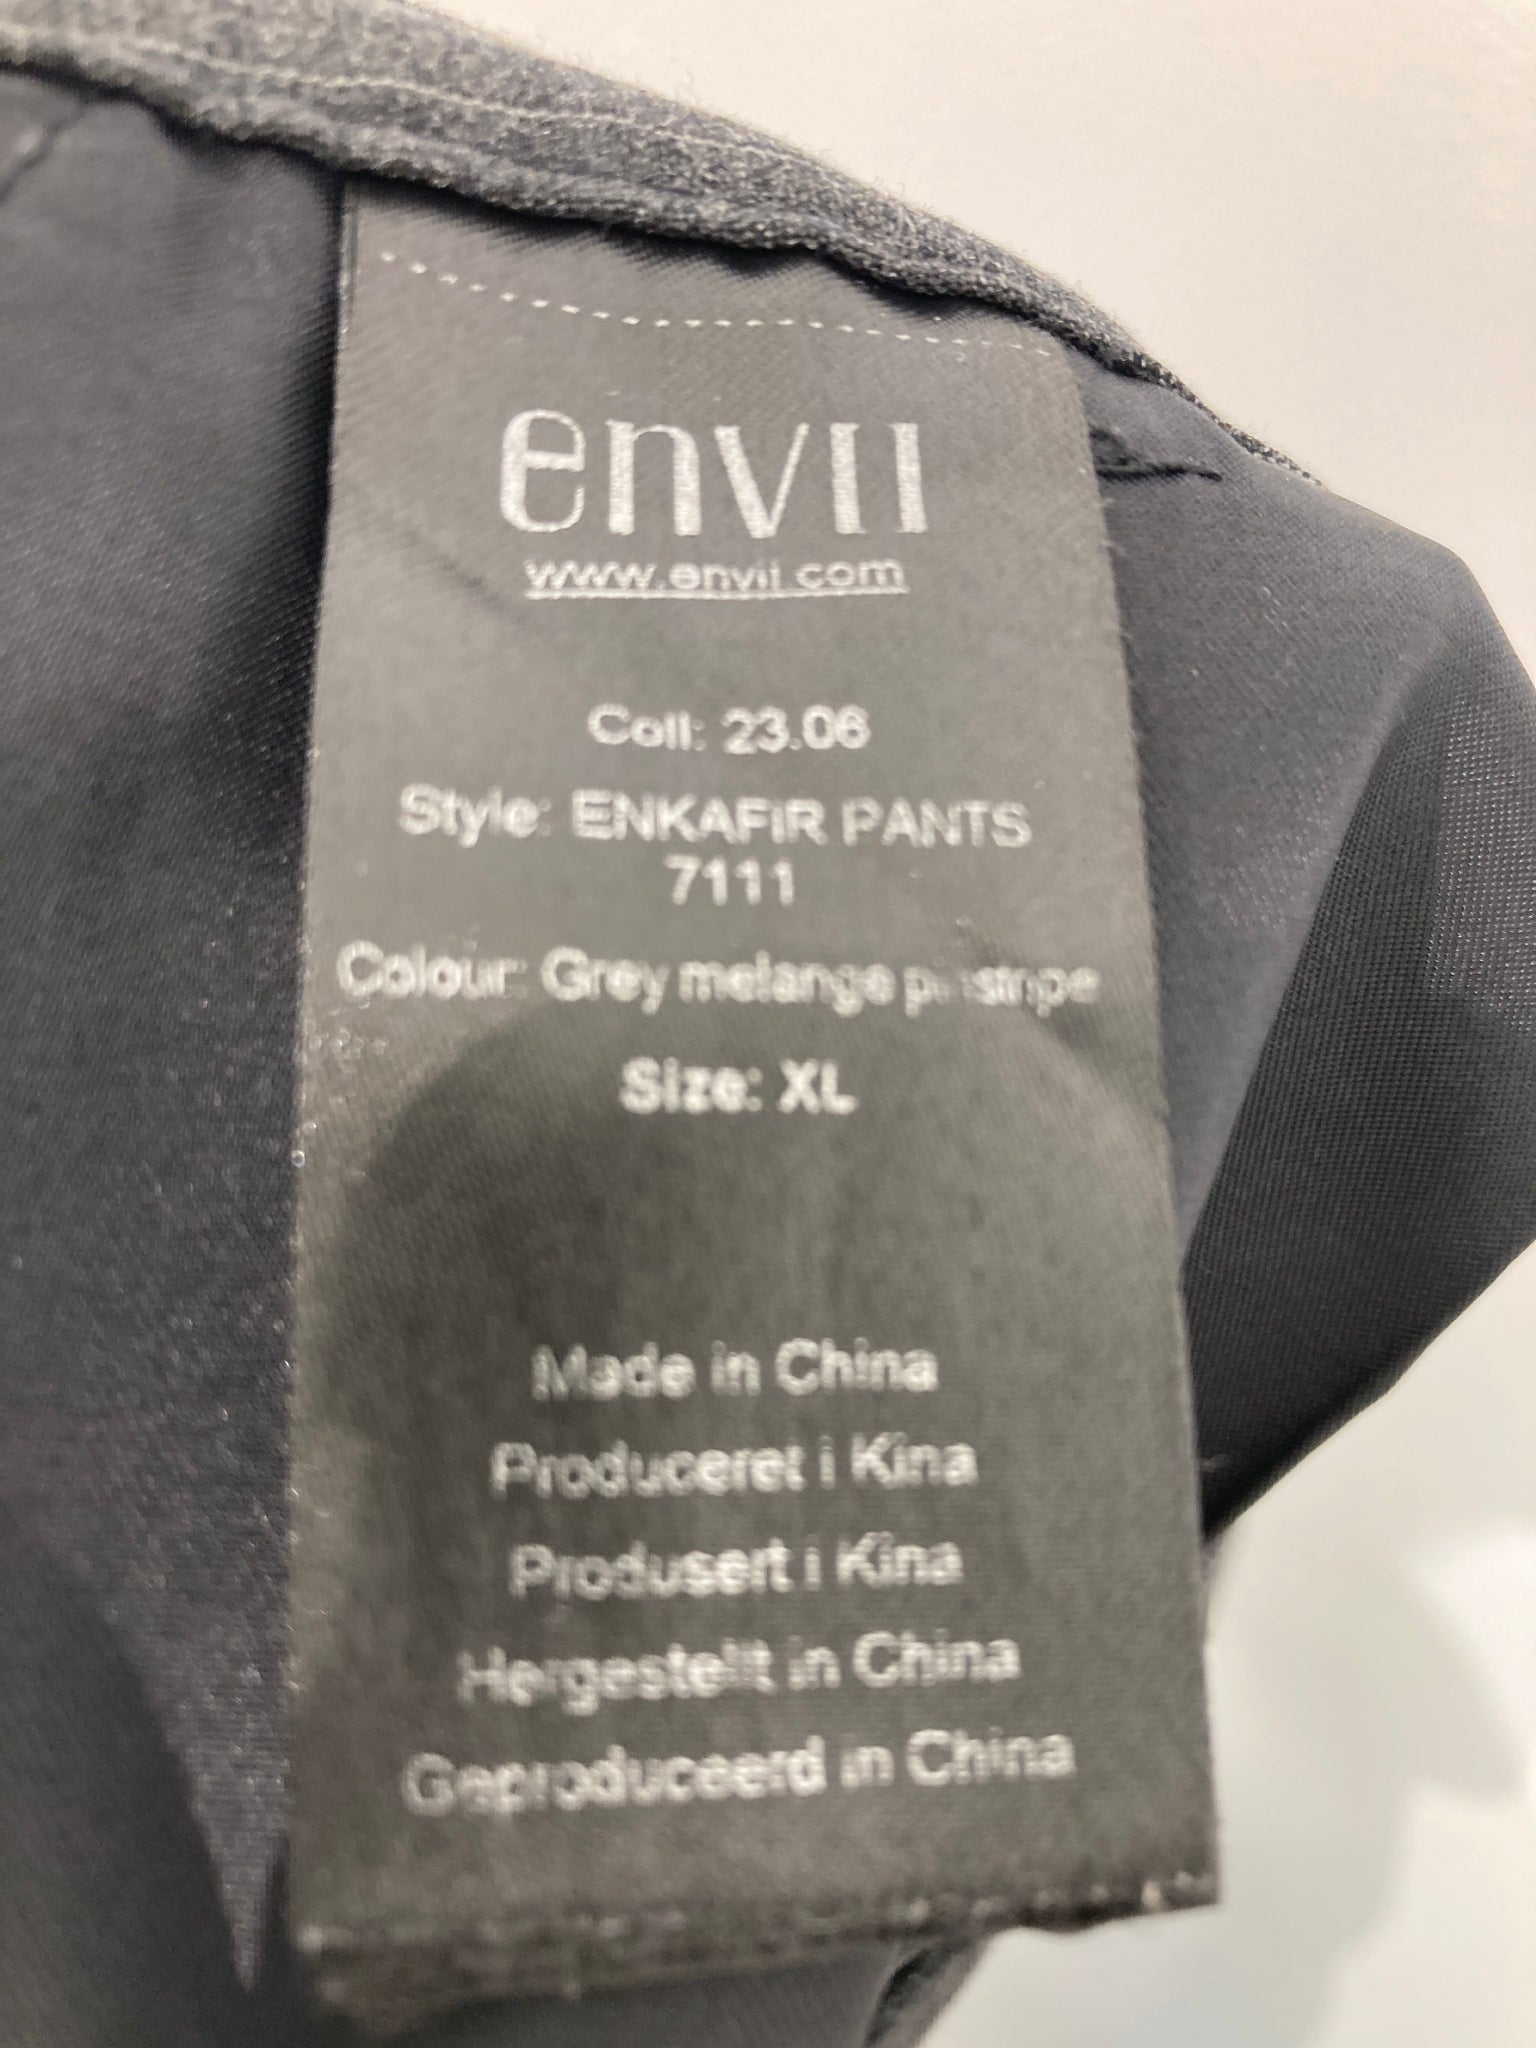 envii
www.envii.com
Coll: 23.06
Style: ENKAFIR PANTS
7111
Colour: Grey melange pinstripe
Size: XL
Made in China
Produceret i Kina
Produsert i Kina
Hergestellt in China
Geproduceerd in China